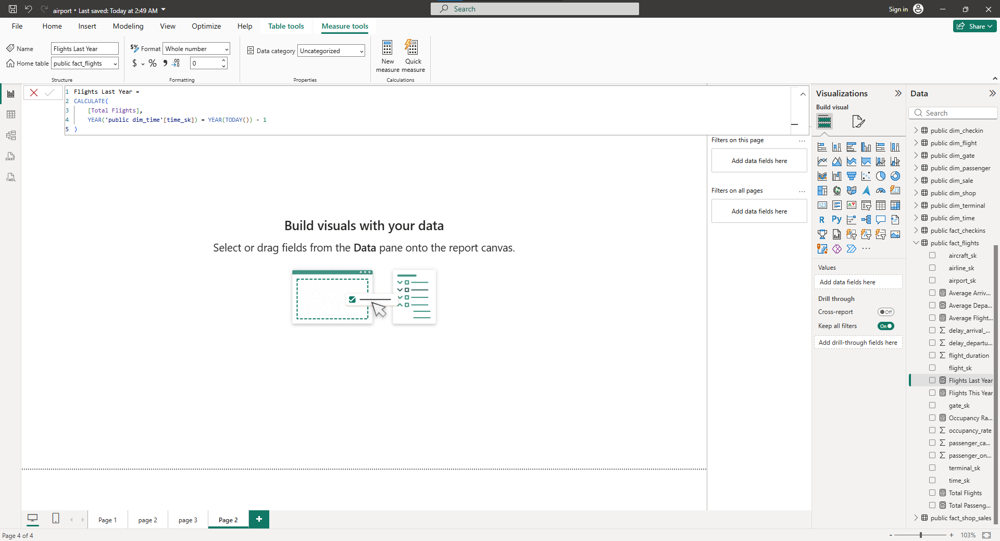 airport • Last saved: Today at 2:49 AM
Search
Sign in
File Home Insert Modeling View Optimize Help Table tools Measure tools
Share
Name Flights Last Year
Home table public fact_flights
Structure
$% Format Whole number
$ % 9 .00 0
Formatting
Data category Uncategorized
Properties
New measure
Quick measure
Calculations
1 Flights Last Year =
2 CALCULATE(
3 [Total Flights],
4 YEAR('public dim_time'[time_sk]) = YEAR(TODAY()) - 1
5 )
DAX
TMDL
Build visuals with your data
Select or drag fields from the Data pane onto the report canvas.
Filters on this page ...
Add data fields here
Filters on all pages ...
Add data fields here
Visualizations
Build visual
123
123
R Py
...
Values
Add data fields here
Drill through
Cross-report Off
Keep all filters On
Add drill-through fields here
Data
Search
public dim_checkin
public dim_flight
public dim_gate
public dim_passenger
public dim_sale
public dim_shop
public dim_terminal
public dim_time
public fact_checkins
public fact_flights
aircraft_sk
airline_sk
airport_sk
Average Arriv...
Average Depa...
Average Flight...
delay_arrival_...
delay_departu...
flight_duration
flight_sk
Flights Last Year
Flights This Year
gate_sk
Occupancy Ra...
occupancy_rate
passenger_ca...
passenger_on...
terminal_sk
time_sk
Total Flights
Total Passeng...
public fact_shop_sales
Page 1 page 2 page 3 Page 2 +
Page 4 of 4
- + 103%